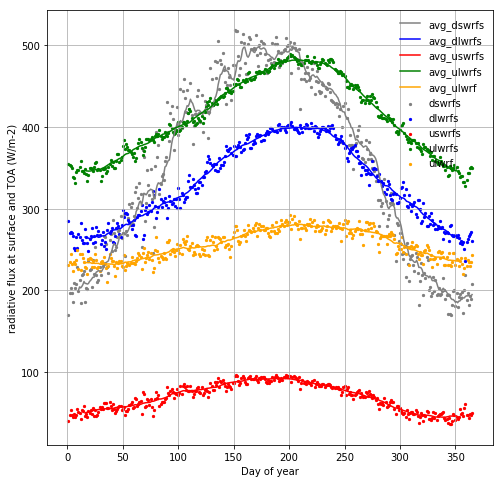 500
400
300
200
100
radiative flux at surface and TOA (W/m-2)
avg_dswrfs
avg_dlwrfs
avg_uswrfs
avg_ulwrfs
avg_ulwrf
dswrfs
dlwrfs
uswrfs
ulwrfs
ulwrf
0 50 100 150 200 250 300 350
Day of year